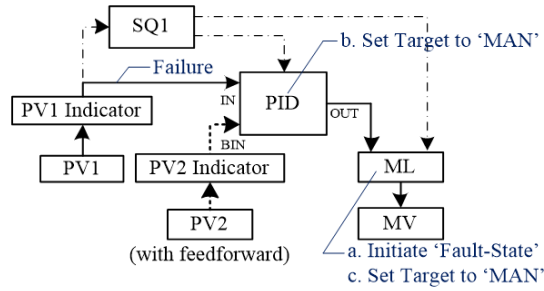 SQ1
b. Set Target to ‘MAN’
Failure
PV1 Indicator
IN
PID
OUT
BIN
PV1
PV2 Indicator
ML
PV2
MV
(with feedforward)
a. Initiate ‘Fault-State’
c. Set Target to ‘MAN’